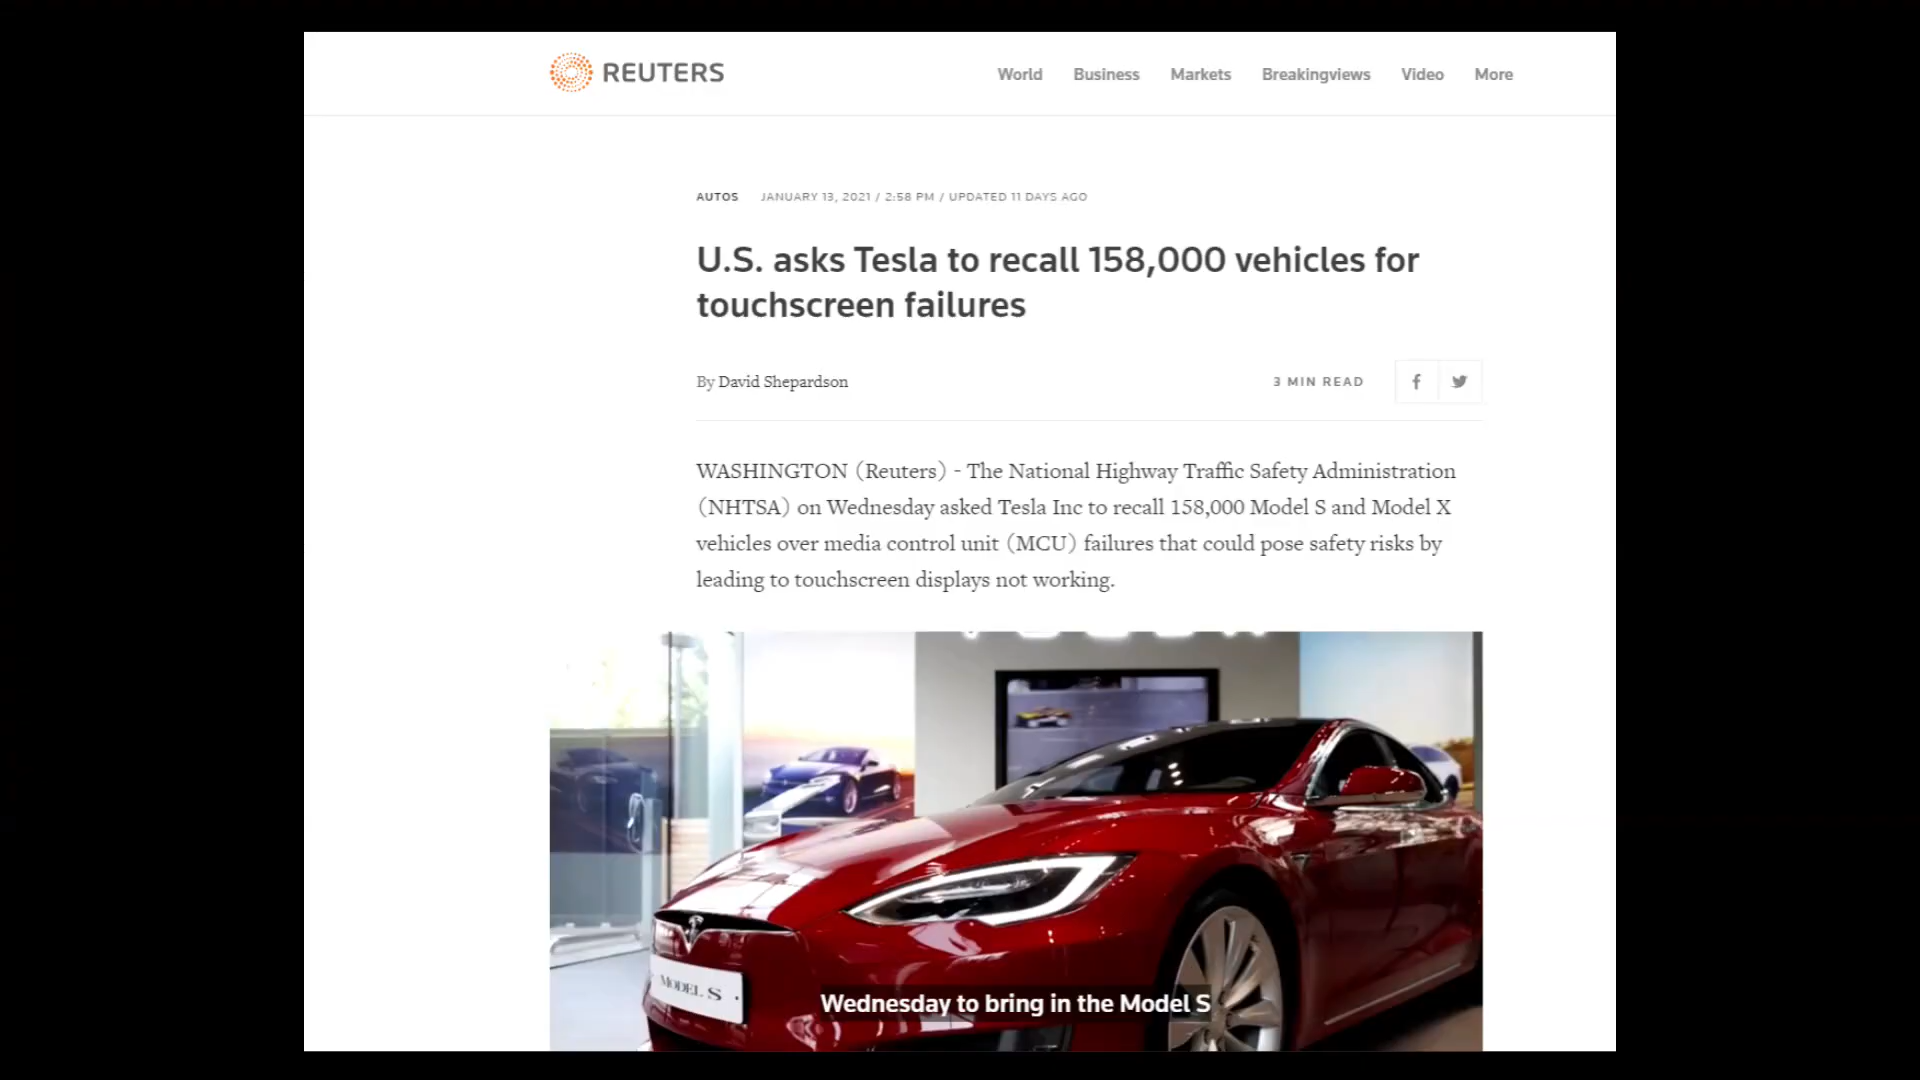 REUTERS
World Business Markets Breakingviews Video More
AUTOS JANUARY 13, 2021 / 2:58 PM / UPDATED 11 DAYS AGO
U.S. asks Tesla to recall 158,000 vehicles for
touchscreen failures
By David Shepardson
3 MIN READ
WASHINGTON (Reuters) - The National Highway Traffic Safety Administration
(NHTSA) on Wednesday asked Tesla Inc to recall 158,000 Model S and Model X
vehicles over media control unit (MCU) failures that could pose safety risks by
leading to touchscreen displays not working.
MODEL S
Wednesday to bring in the Model S